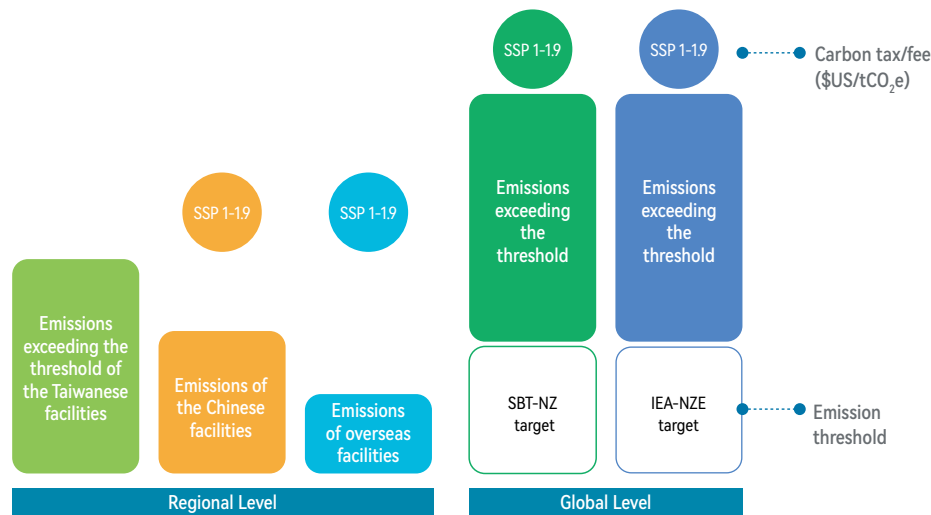 SSP 1-1.9
SSP 1-1.9
Carbon tax/fee
($US/tCO₂e)
SSP 1-1.9
SSP 1-1.9
Emissions
exceeding
the
threshold
Emissions
exceeding
the
threshold
Emissions
exceeding the
threshold of
the Taiwanese
facilities
Emissions of
the Chinese
facilities
Emissions
of overseas
facilities
SBT-NZ
target
IEA-NZE
target
Emission
threshold
Regional Level
Global Level